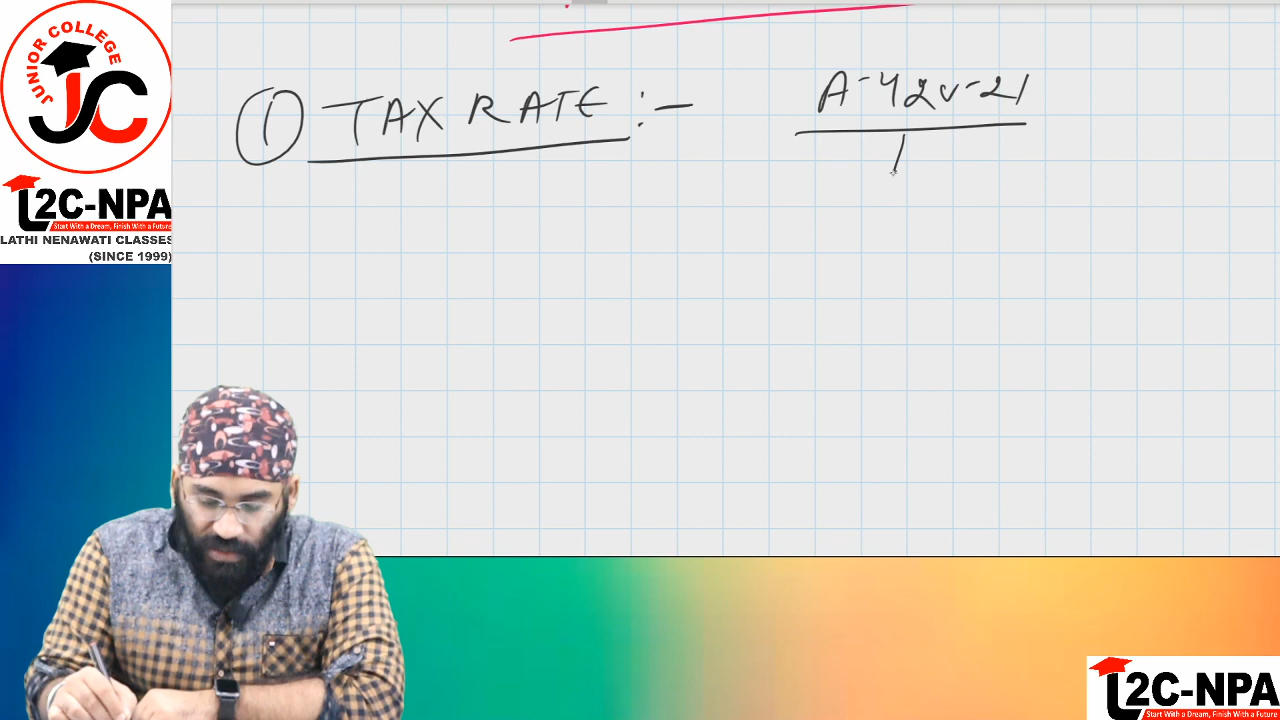 JUNIOR COLLEGE
JC
L2C-NPA
Start With a Dream, Finish With a Future
LATHI NENAWATI CLASSES
(SINCE 1999)
① TAX RATE :-
A-42v-21
L2C-NPA
Start With a Dream, Finish With a Future